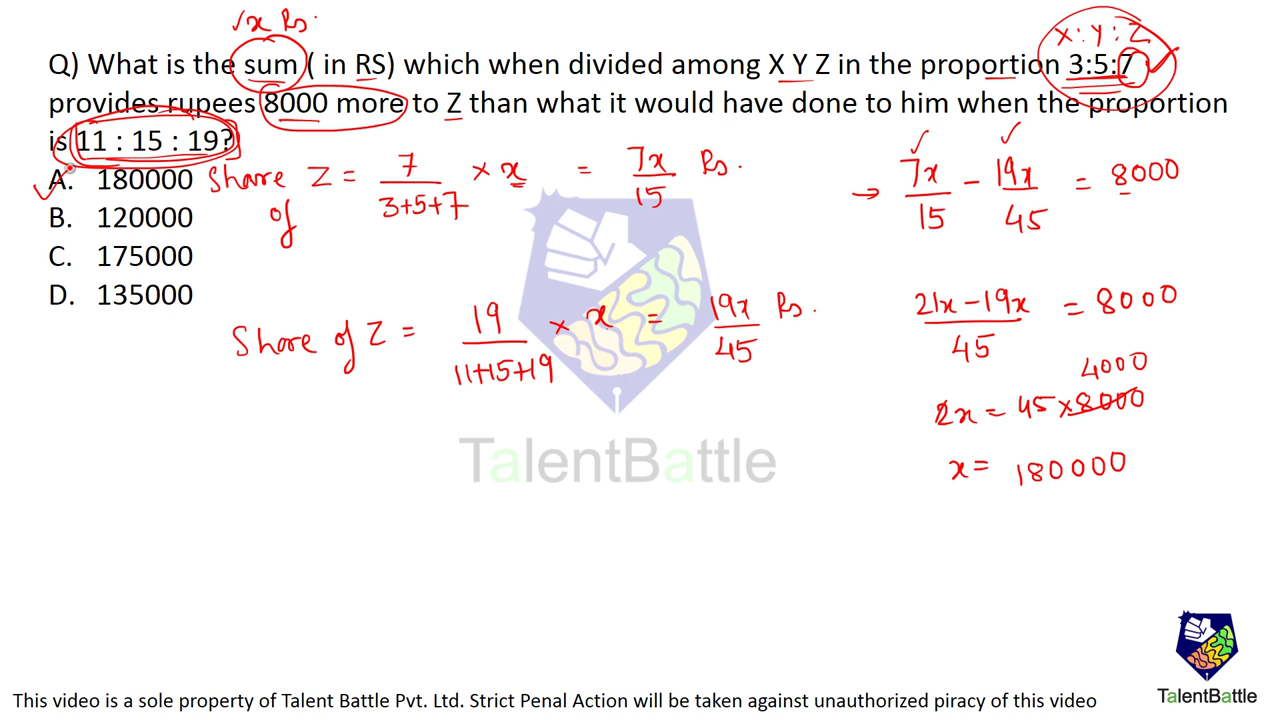 √x Rs.
X : Y : Z
Q) What is the sum ( in RS) which when divided among X Y Z in the proportion 3:5:7
provides rupees 8000 more to Z than what it would have done to him when the proportion
is 11 : 15 : 19?
A. 180000
B. 120000
C. 175000
D. 135000
Share of Z = 7 / 3+5+7 × x = 7x / 15 Rs.
Share of Z = 19 / 11+15+19 × x = 19x / 45 Rs.
→ 7x / 15 - 19x / 45 = 8000
21x - 19x / 45 = 8000
4000
2x = 45 × 8000
x = 180000
TalentBattle
TalentBattle
This video is a sole property of Talent Battle Pvt. Ltd. Strict Penal Action will be taken against unauthorized piracy of this video